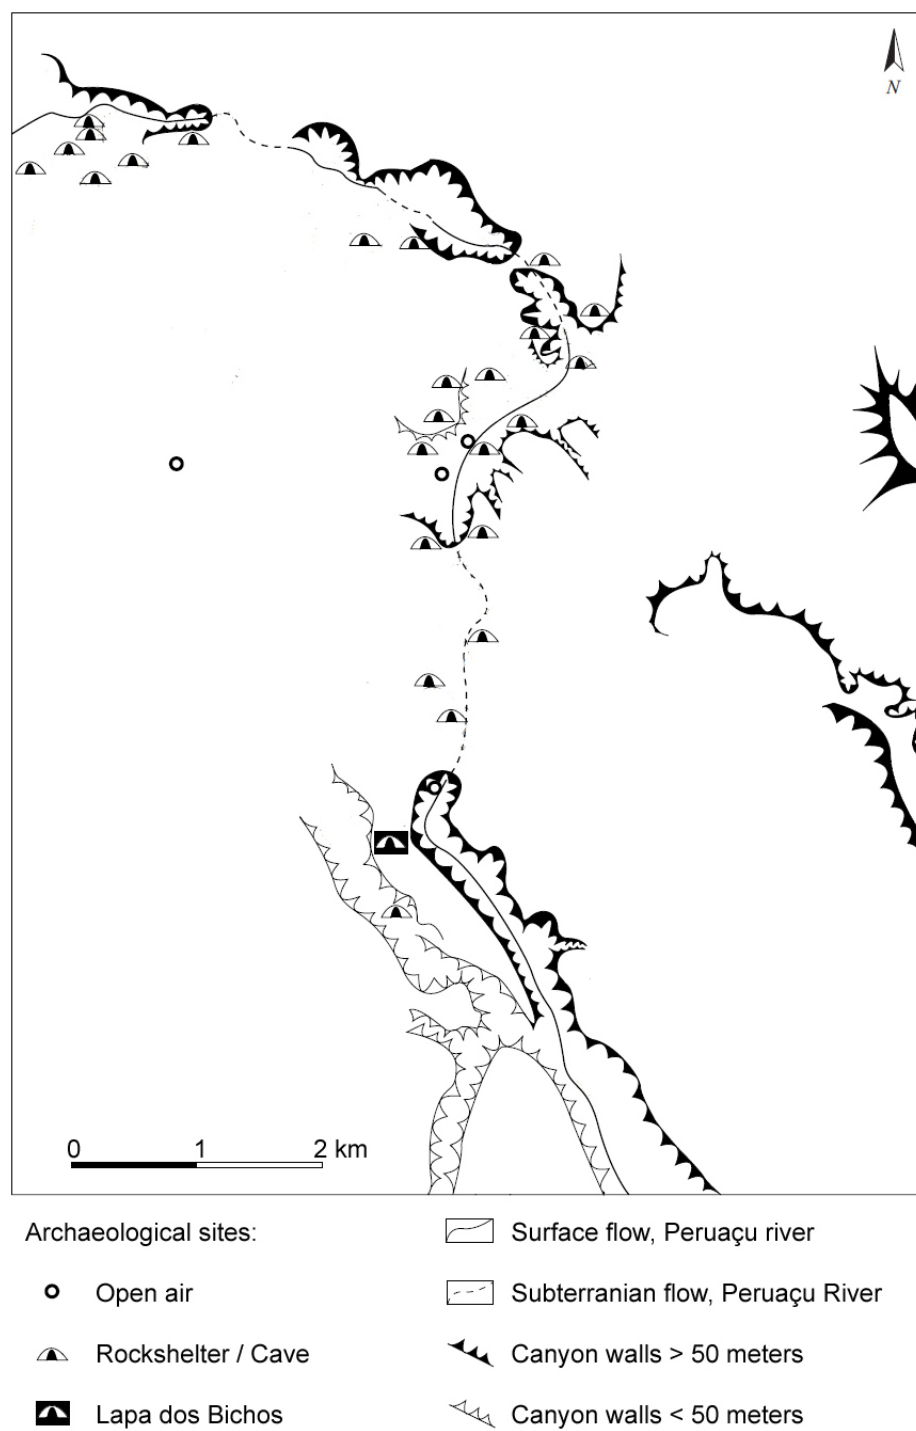 N
0 1 2 km
Archaeological sites:
Open air
Rockshelter / Cave
Lapa dos Bichos
Surface flow, Peruaçu river
Subterranian flow, Peruaçu River
Canyon walls > 50 meters
Canyon walls < 50 meters